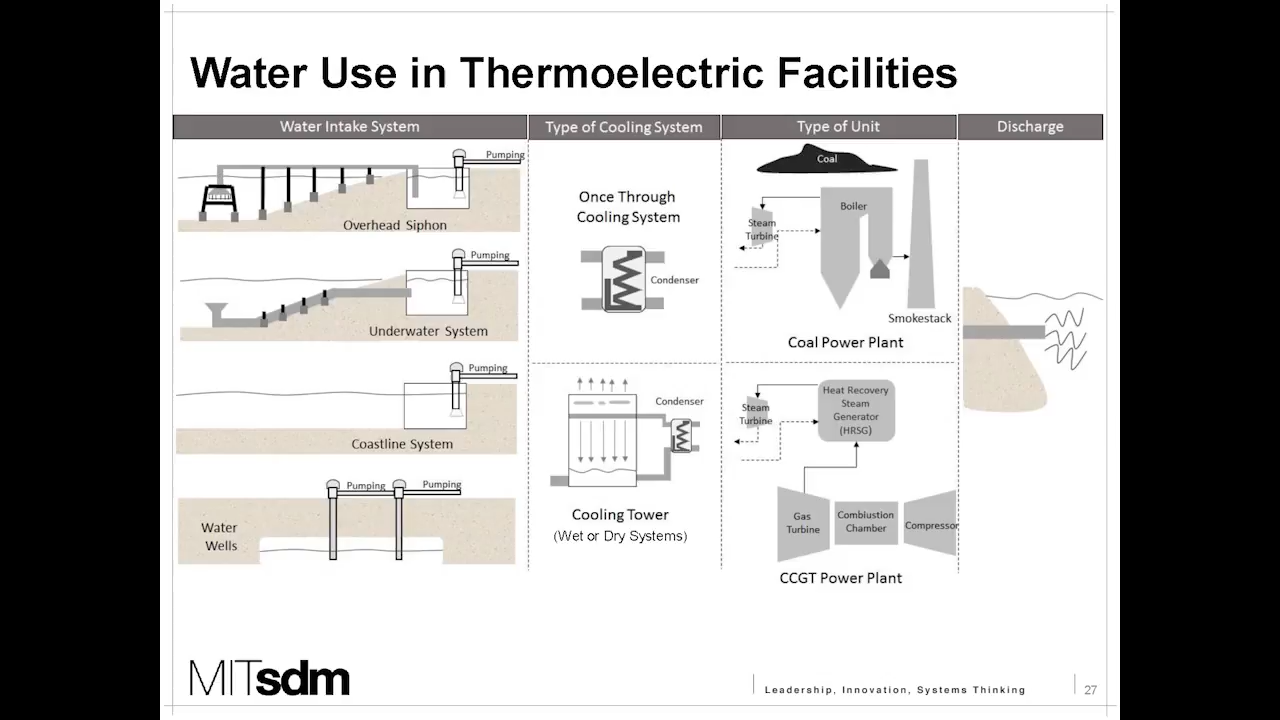 Water Use in Thermoelectric Facilities
Water Intake System
Type of Cooling System
Type of Unit
Discharge
Pumping
Overhead Siphon
Pumping
Underwater System
Pumping
Coastline System
Pumping
Pumping
Water
Wells
Once Through
Cooling System
Condenser
Condenser
Cooling Tower
(Wet or Dry Systems)
Coal
Boiler
Steam
Turbine
Smokestack
Coal Power Plant
Heat Recovery
Steam
Generator
(HRSG)
Steam
Turbine
Gas
Turbine
Combiustion
Chamber
Compressor
CCGT Power Plant
MITsdm
Leadership, Innovation, Systems Thinking
27